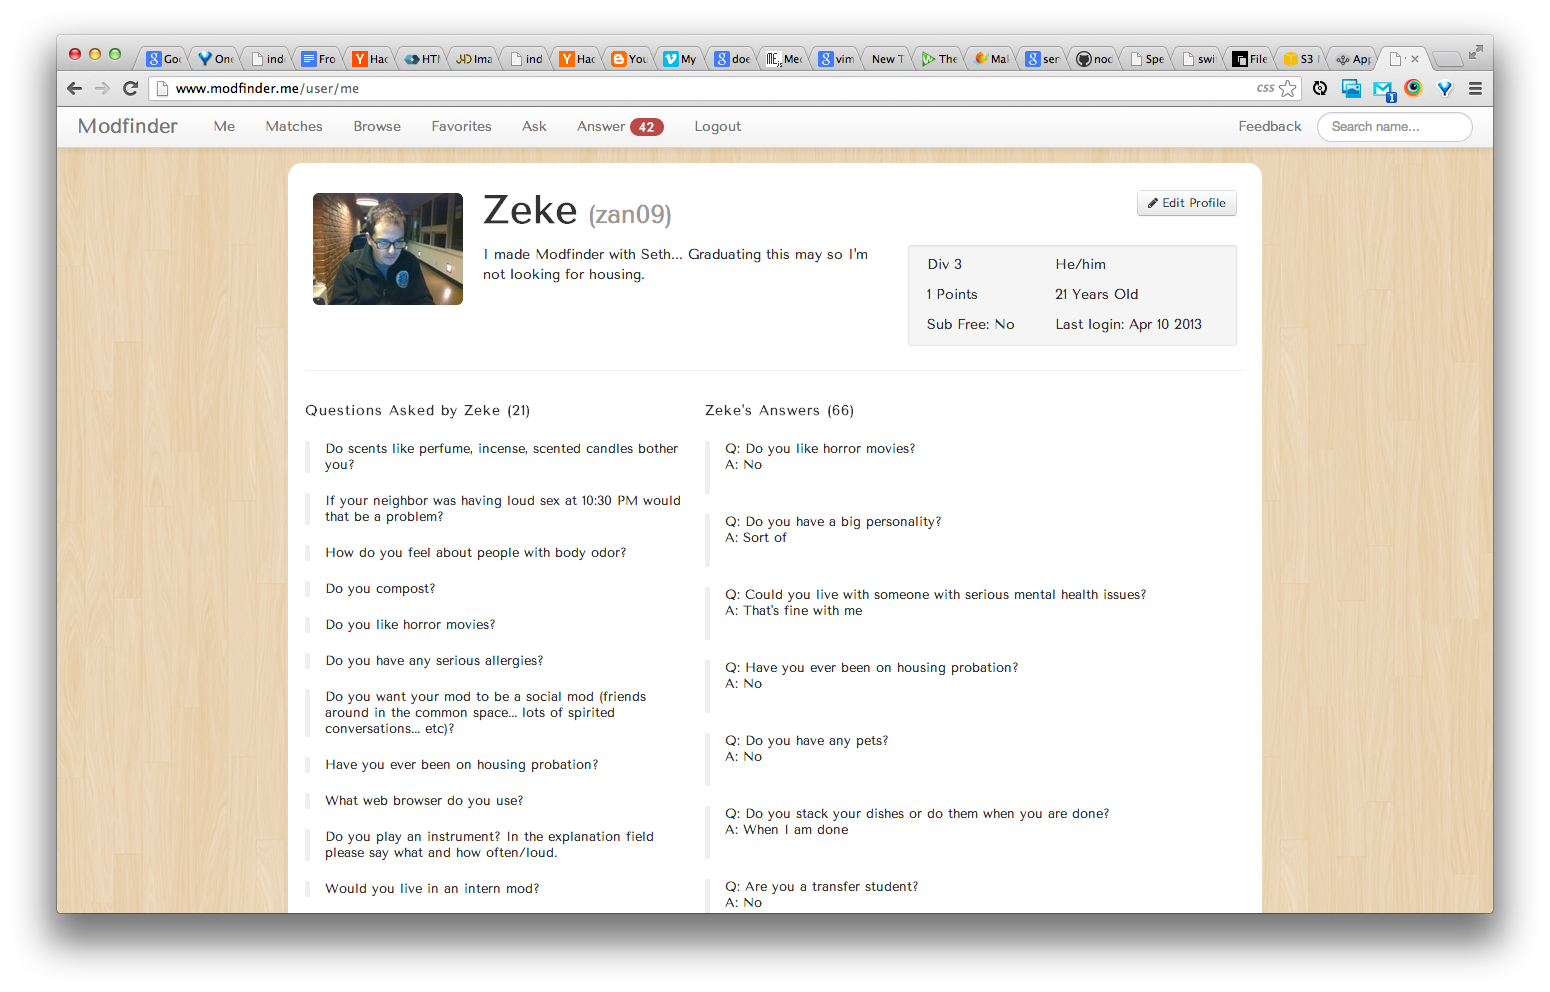 Goo
One
ind
Fro
Hac
HTM
Ima
ind
Hac
You
My
doe
Mec
vim
New T
The
Mak
ser
noc
Spe
swi
File
S3
App
www.modfinder.me/user/me
css
1
Modfinder Me Matches Browse Favorites Ask Answer 42 Logout Feedback Search name...
Zeke (zan09)
Edit Profile
I made Modfinder with Seth... Graduating this may so I'm
not looking for housing.
Div 3 He/him
1 Points 21 Years Old
Sub Free: No Last login: Apr 10 2013
Questions Asked by Zeke (21)
Do scents like perfume, incense, scented candles bother
you?
If your neighbor was having loud sex at 10:30 PM would
that be a problem?
How do you feel about people with body odor?
Do you compost?
Do you like horror movies?
Do you have any serious allergies?
Do you want your mod to be a social mod (friends
around in the common space... lots of spirited
conversations... etc)?
Have you ever been on housing probation?
What web browser do you use?
Do you play an instrument? In the explanation field
please say what and how often/loud.
Would you live in an intern mod?
Zeke's Answers (66)
Q: Do you like horror movies?
A: No
Q: Do you have a big personality?
A: Sort of
Q: Could you live with someone with serious mental health issues?
A: That's fine with me
Q: Have you ever been on housing probation?
A: No
Q: Do you have any pets?
A: No
Q: Do you stack your dishes or do them when you are done?
A: When I am done
Q: Are you a transfer student?
A: No